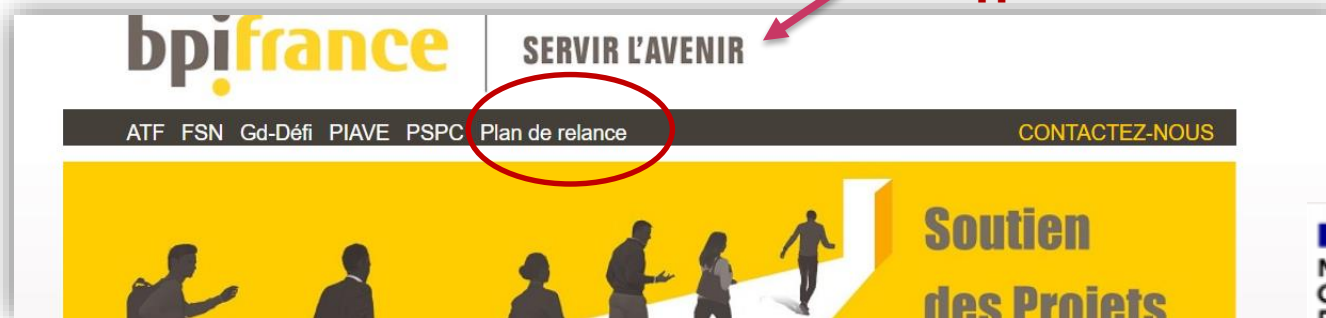 bpifrance
SERVIR L'AVENIR
ATF FSN Gd-Défi PIAVE PSPC Plan de relance
CONTACTEZ-NOUS
Soutien
des Projets